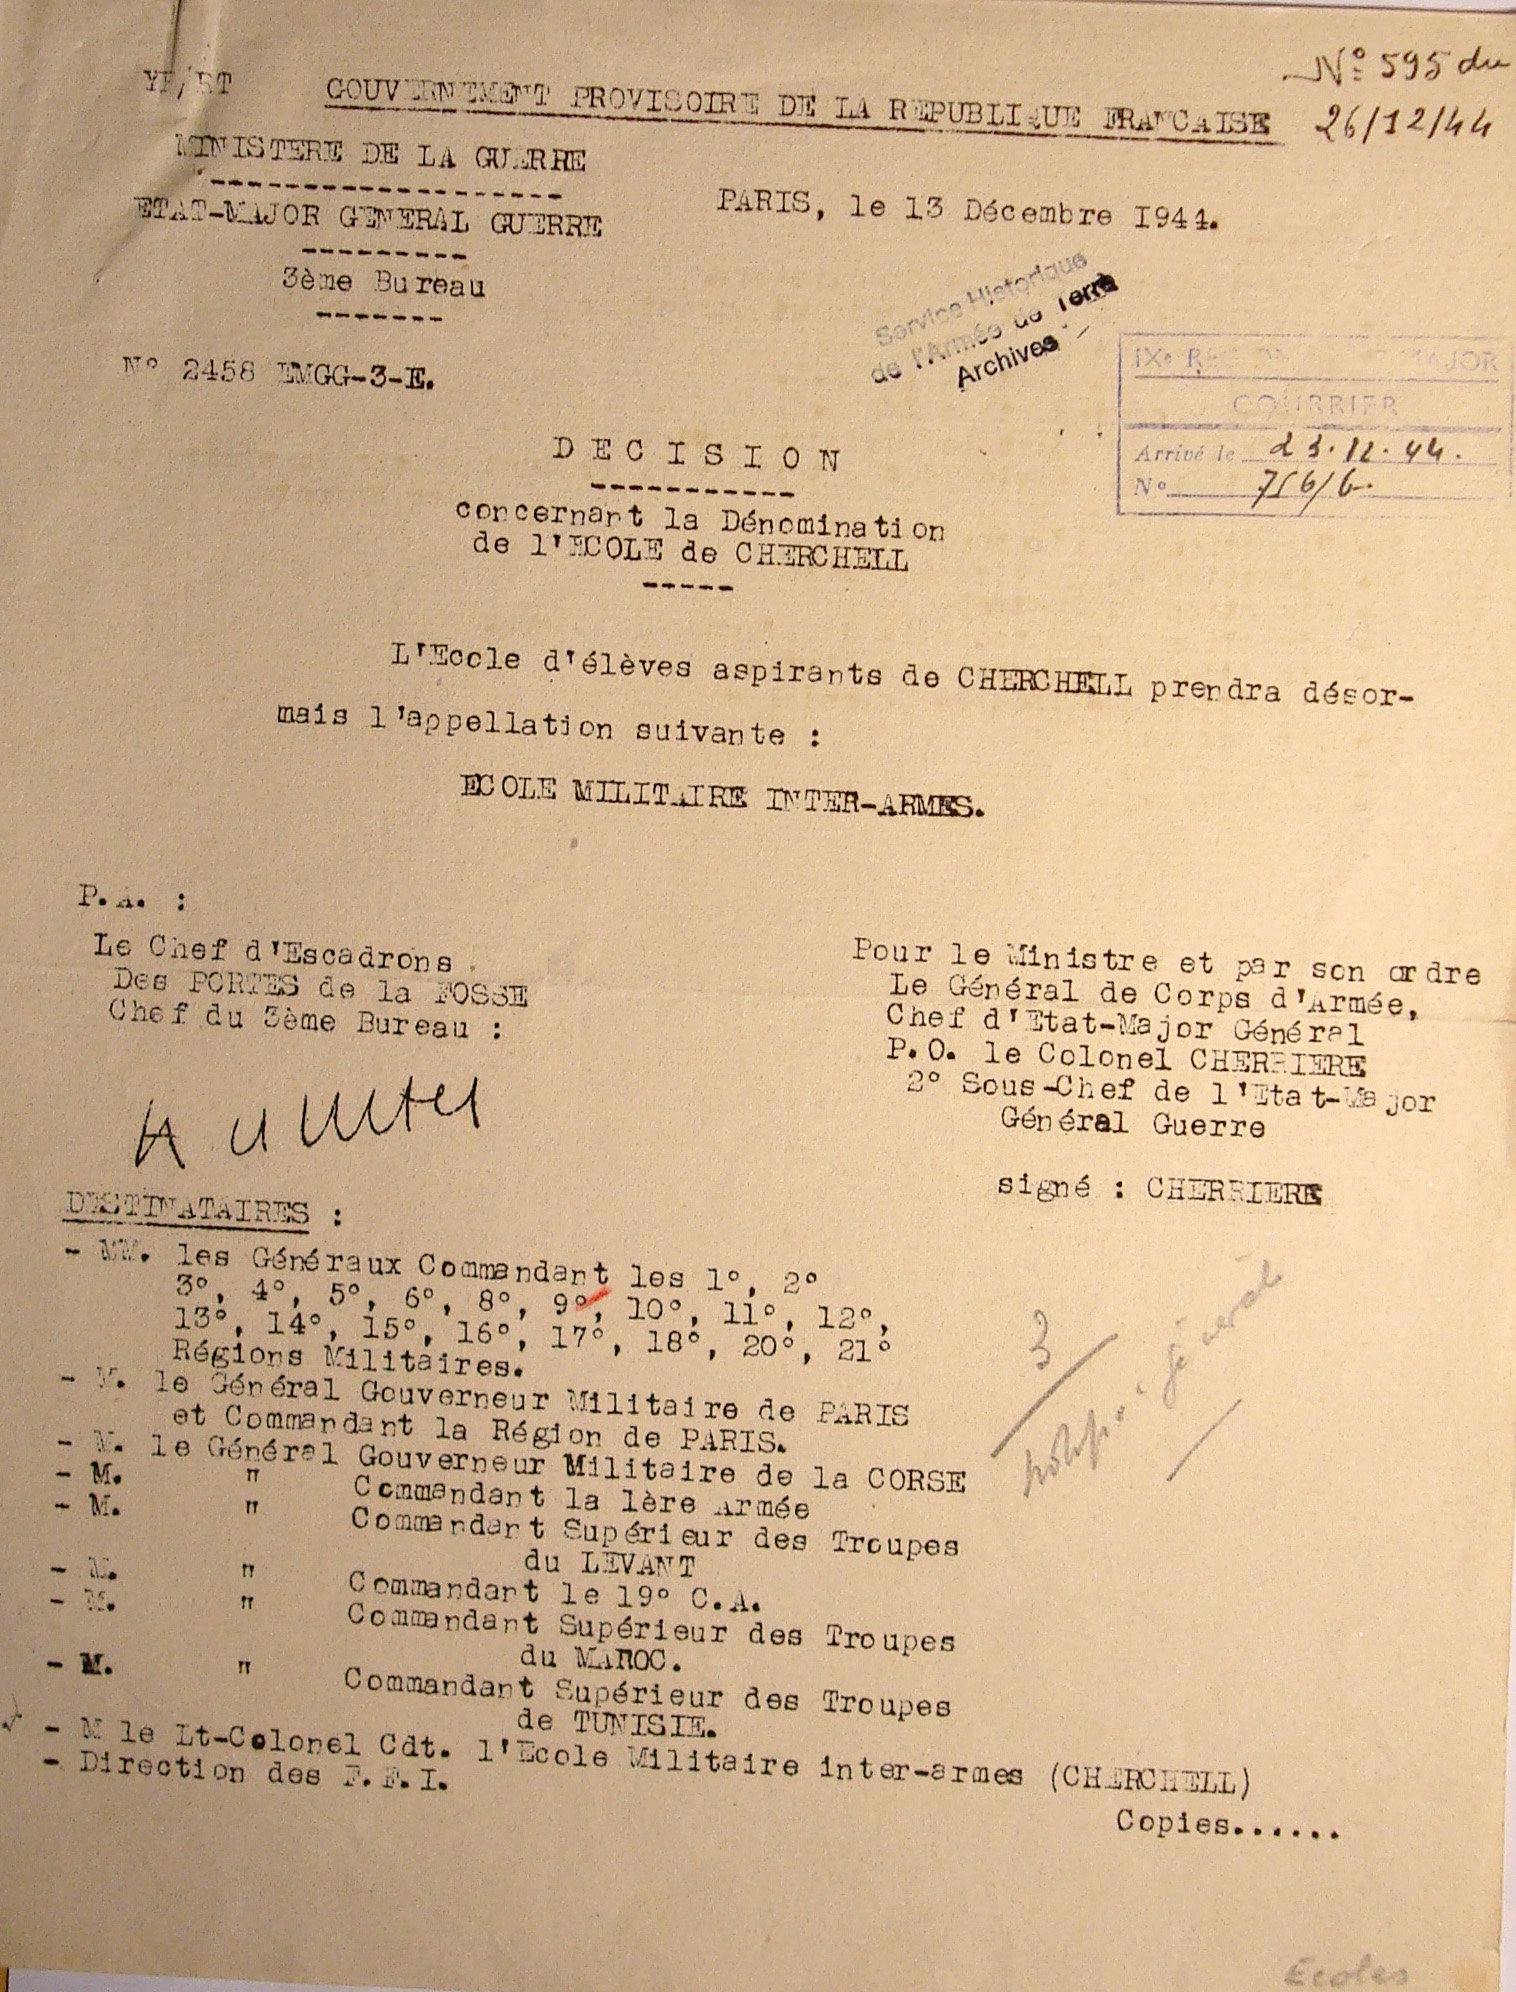 YP/RT GOUVERNEMENT PROVISOIRE DE LA REPUBLIQUE FRANCAISE
N° 595 du
26/12/44
MINISTERE DE LA GUERRE
ETAT-MAJOR GENERAL GUERRE
3ème Bureau
N° 2458 EMGG-3-E.
PARIS, le 13 Décembre 1944.
Service Historique
de l'Armée de Terre
Archives
IXe MAJOR
COURRIER
Arrivé le 23.12.44.
N° 756/6.
DECISION
concernant la Dénomination
de l'ECOLE de CHERCHELL
L'Ecole d'élèves aspirants de CHERCHELL prendra désor-
mais l'appellation suivante :
ECOLE MILITAIRE INTER-ARMES.
P.A. :
Le Chef d'Escadrons
Des PORTES de la FOSSE
Chef du 3ème Bureau :
Pour le Ministre et par son ordre
Le Général de Corps d'Armée,
Chef d'Etat-Major Général
P.O. le Colonel CHERRIERE
2° Sous-Chef de l'Etat-Major
Général Guerre
signé : CHERRIERE
DESTINATAIRES :
- MM. les Généraux Commandant les 1°, 2°
3°, 4°, 5°, 6°, 8°, 9°, 10°, 11°, 12°,
13°, 14°, 15°, 16°, 17°, 18°, 20°, 21°
Régions Militaires.
- M. le Général Gouverneur Militaire de PARIS
et Commandant la Région de PARIS.
- M. le Général Gouverneur Militaire de la CORSE
- M. " Commandant la 1ère Armée
- M. " Commandant Supérieur des Troupes
du LEVANT
- M. " Commandant le 19° C.A.
- M. " Commandant Supérieur des Troupes
du MAROC.
- M. " Commandant Supérieur des Troupes
de TUNISIE.
- M le Lt-Colonel Cdt. l'Ecole Militaire inter-armes (CHERCHELL)
- Direction des F.F.I.
Copies......
3
générale
Ecoles